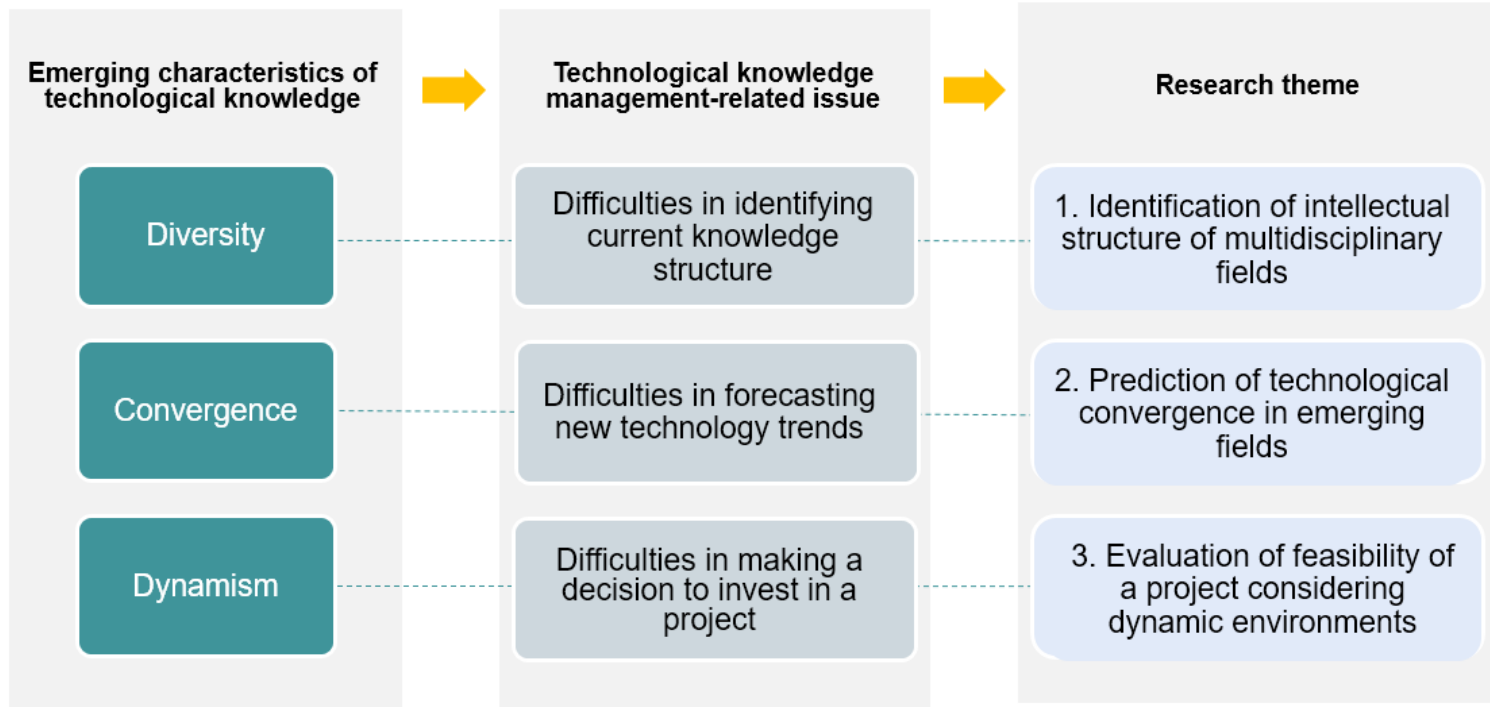 Emerging characteristics of
technological knowledge
Technological knowledge
management-related issue
Research theme
Diversity
Difficulties in identifying
current knowledge
structure
1. Identification of intellectual
structure of multidisciplinary
fields
Convergence
Difficulties in forecasting
new technology trends
2. Prediction of technological
convergence in emerging
fields
Dynamism
Difficulties in making a
decision to invest in a
project
3. Evaluation of feasibility of
a project considering
dynamic environments